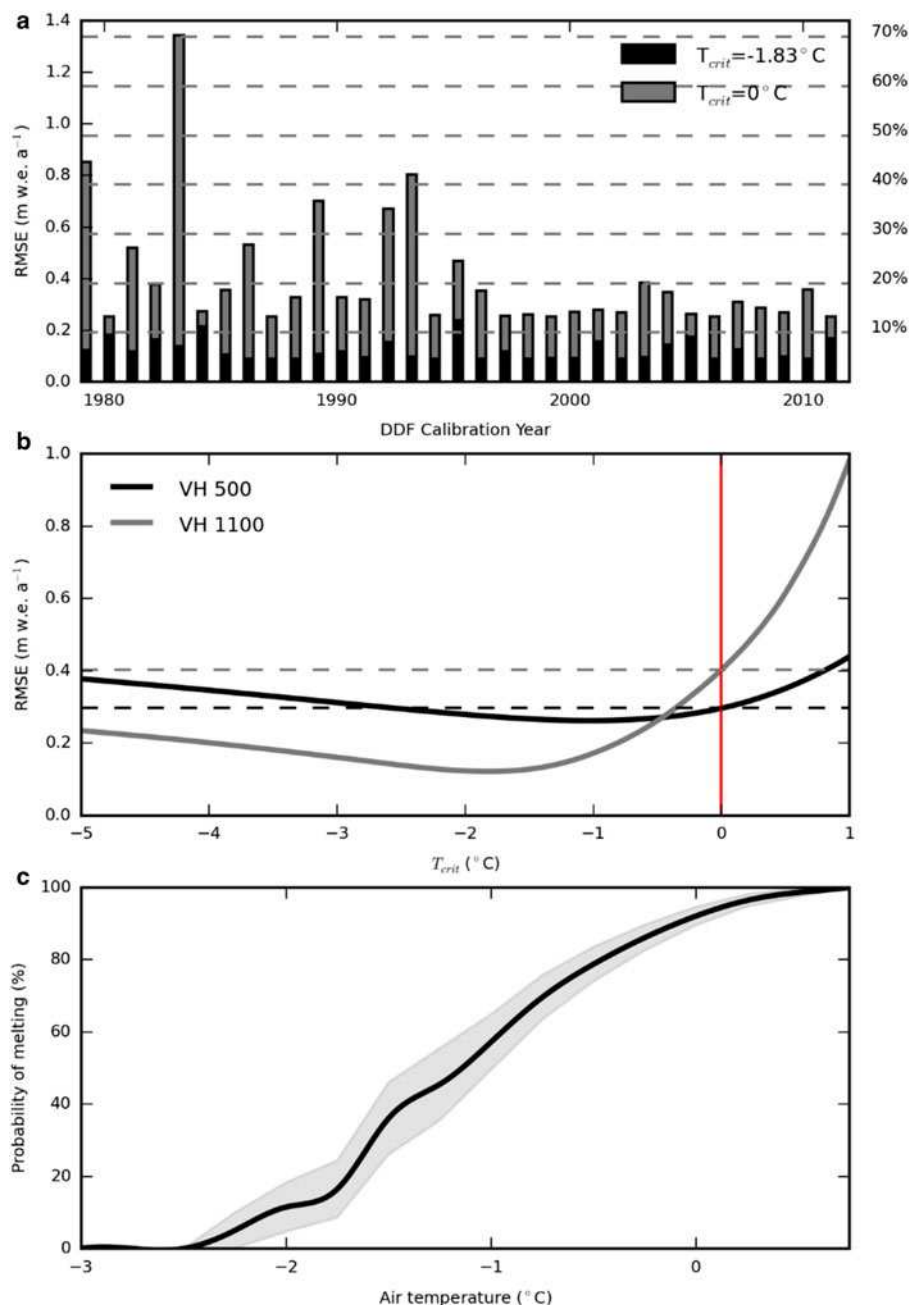 a
1.4
1.2
1.0
0.8
0.6
0.4
0.2
0.0
RMSE (m w.e. a⁻¹)
70%
60%
50%
40%
30%
20%
10%
T_crit=-1.83°C
T_crit=0°C
1980 1990 2000 2010
DDF Calibration Year
b
1.0
0.8
0.6
0.4
0.2
0.0
RMSE (m w.e. a⁻¹)
VH 500
VH 1100
−5 −4 −3 −2 −1 0 1
T_crit (°C)
c
100
80
60
40
20
0
Probability of melting (%)
−3 −2 −1 0
Air temperature (°C)